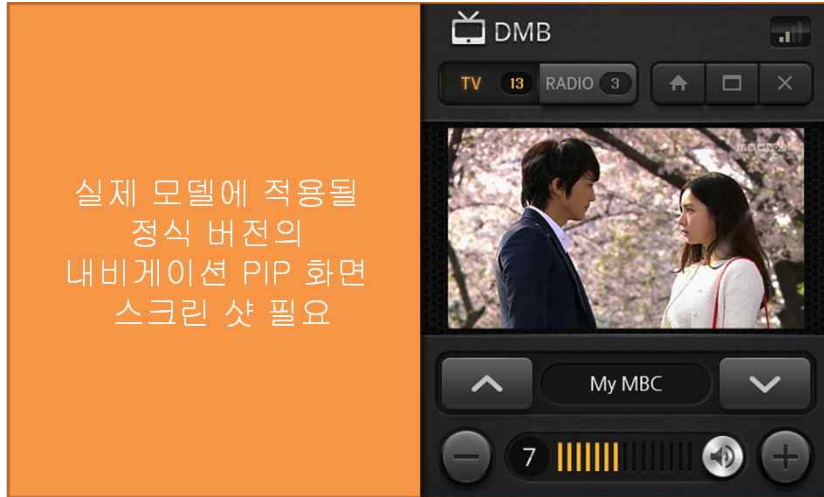 실제 모델에 적용될
정식 버전의
내비게이션 PIP 화면
스크린 샷 필요
DMB
TV 13 RADIO 3
My MBC
7